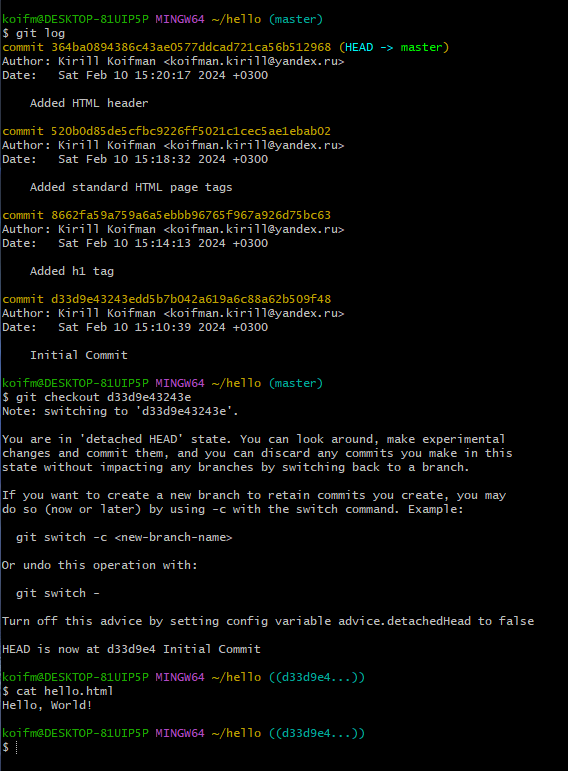 koifm@DESKTOP-81UIP5P MINGW64 ~/hello (master)
$ git log
commit 364ba0894386c43ae0577ddcad721ca56b512968 (HEAD -> master)
Author: Kirill Koifman <koifman.kirill@yandex.ru>
Date:   Sat Feb 10 15:20:17 2024 +0300
    Added HTML header
commit 520b0d85de5cfbc9226ff5021c1cec5ae1ebab02
Author: Kirill Koifman <koifman.kirill@yandex.ru>
Date:   Sat Feb 10 15:18:32 2024 +0300
    Added standard HTML page tags
commit 8662fa59a759a6a5ebbb96765f967a926d75bc63
Author: Kirill Koifman <koifman.kirill@yandex.ru>
Date:   Sat Feb 10 15:14:13 2024 +0300
    Added h1 tag
commit d33d9e43243edd5b7b042a619a6c88a62b509f48
Author: Kirill Koifman <koifman.kirill@yandex.ru>
Date:   Sat Feb 10 15:10:39 2024 +0300
    Initial Commit
koifm@DESKTOP-81UIP5P MINGW64 ~/hello (master)
$ git checkout d33d9e43243e
Note: switching to 'd33d9e43243e'.
You are in 'detached HEAD' state. You can look around, make experimental
changes and commit them, and you can discard any commits you make in this
state without impacting any branches by switching back to a branch.
If you want to create a new branch to retain commits you create, you may
do so (now or later) by using -c with the switch command. Example:
  git switch -c <new-branch-name>
Or undo this operation with:
  git switch -
Turn off this advice by setting config variable advice.detachedHead to false
HEAD is now at d33d9e4 Initial Commit
koifm@DESKTOP-81UIP5P MINGW64 ~/hello ((d33d9e4...))
$ cat hello.html
Hello, World!
koifm@DESKTOP-81UIP5P MINGW64 ~/hello ((d33d9e4...))
$